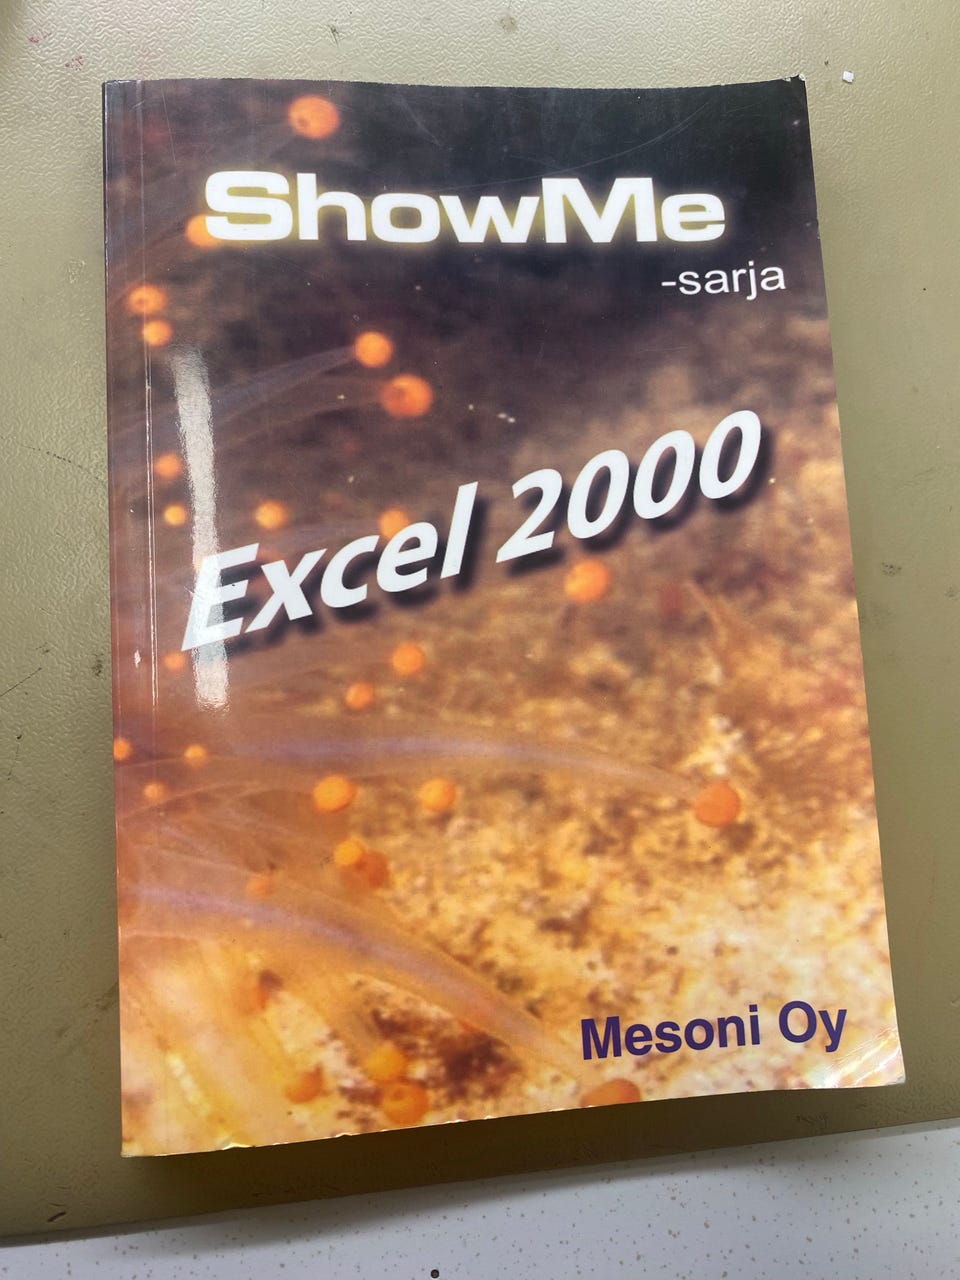 ShowMe
-sarja
Excel 2000
Mesoni Oy